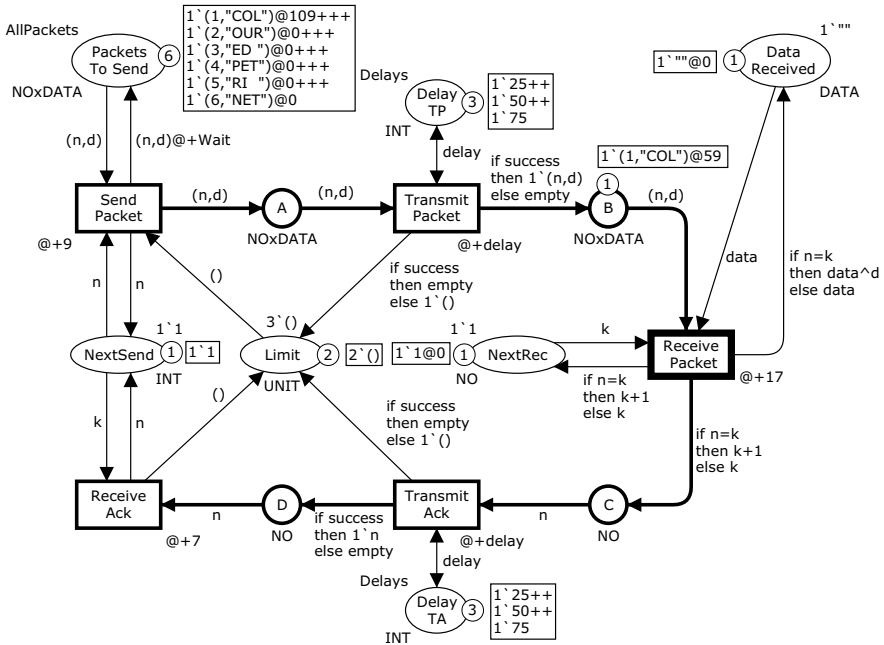 AllPackets
Packets
To Send
6
1`(1,"COL")@109+++
1`(2,"OUR")@0+++
1`(3,"ED ")@0+++
1`(4,"PET")@0+++
1`(5,"RI  ")@0+++
1`(6,"NET")@0
NOxDATA
Delays
Delay
TP
3
1`25++
1`50++
1`75
INT
1`""
1`""@0
1
Data
Received
DATA
(n,d)
(n,d)@+Wait
delay
if success
then 1`(n,d)
else empty
1`(1,"COL")@59
1
Send
Packet
@+9
(n,d)
A
NOxDATA
(n,d)
Transmit
Packet
@+delay
B
NOxDATA
(n,d)
data
if n=k
then data^d
else data
n
n
()
if success
then empty
else 1`()
1`1
NextSend
1
1`1
INT
3`()
Limit
2
2`()
UNIT
1`1
1`1@0
1
NextRec
NO
k
if n=k
then k+1
else k
Receive
Packet
@+17
k
n
()
if success
then empty
else 1`()
if n=k
then k+1
else k
Receive
Ack
@+7
n
D
NO
if success
then 1`n
else empty
Transmit
Ack
@+delay
n
C
NO
delay
Delays
Delay
TA
3
1`25++
1`50++
1`75
INT